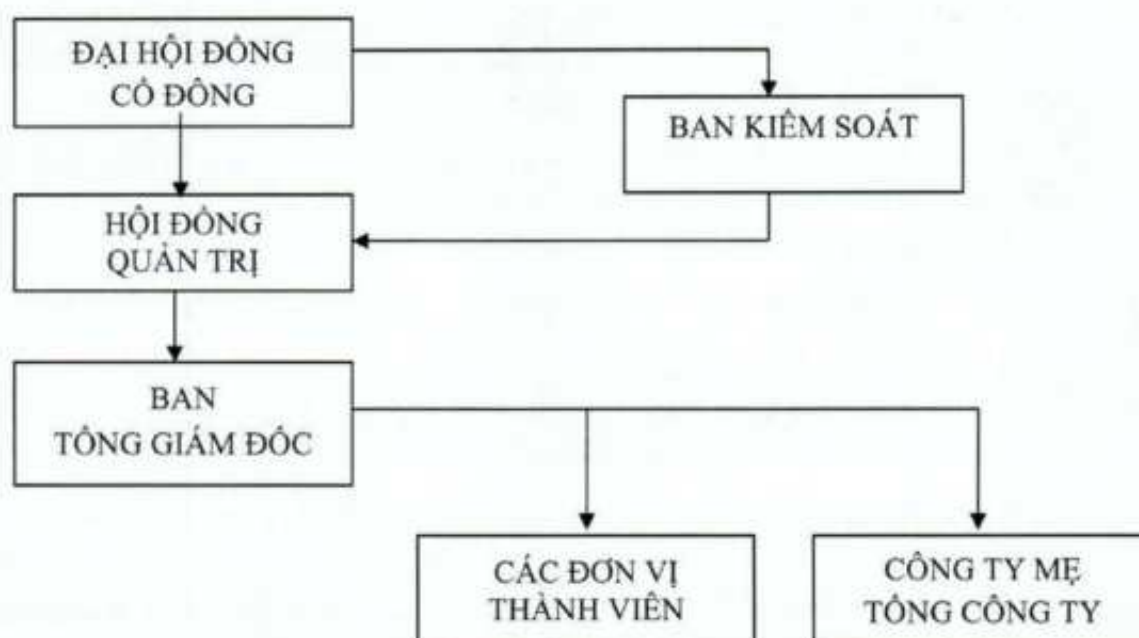 ĐẠI HỘI ĐỒNG
CỔ ĐÔNG
BAN KIỂM SOÁT
HỘI ĐỒNG
QUẢN TRỊ
BAN
TỔNG GIÁM ĐỐC
CÁC ĐƠN VỊ
THÀNH VIÊN
CÔNG TY MẸ
TỔNG CÔNG TY